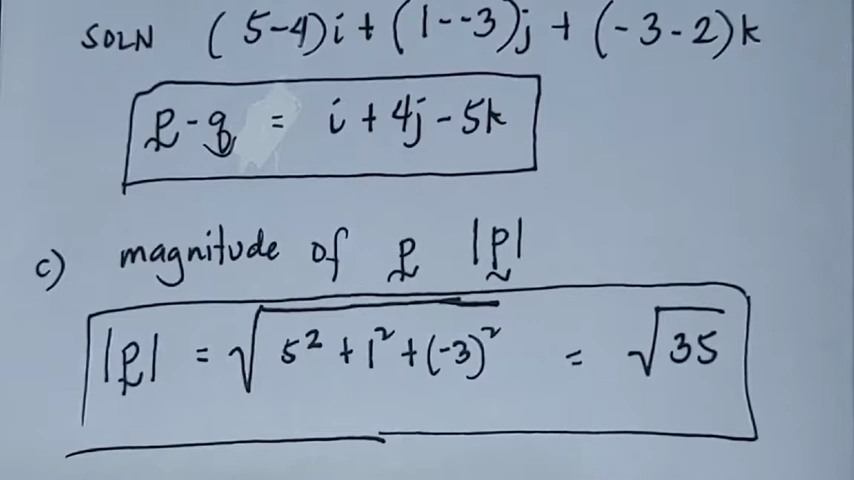 SOLN (5-4)i + (1--3)j + (-3-2)k
p - q = i + 4j - 5k
c) magnitude of p |p|
|p| = √5² + 1² + (-3)² = √35